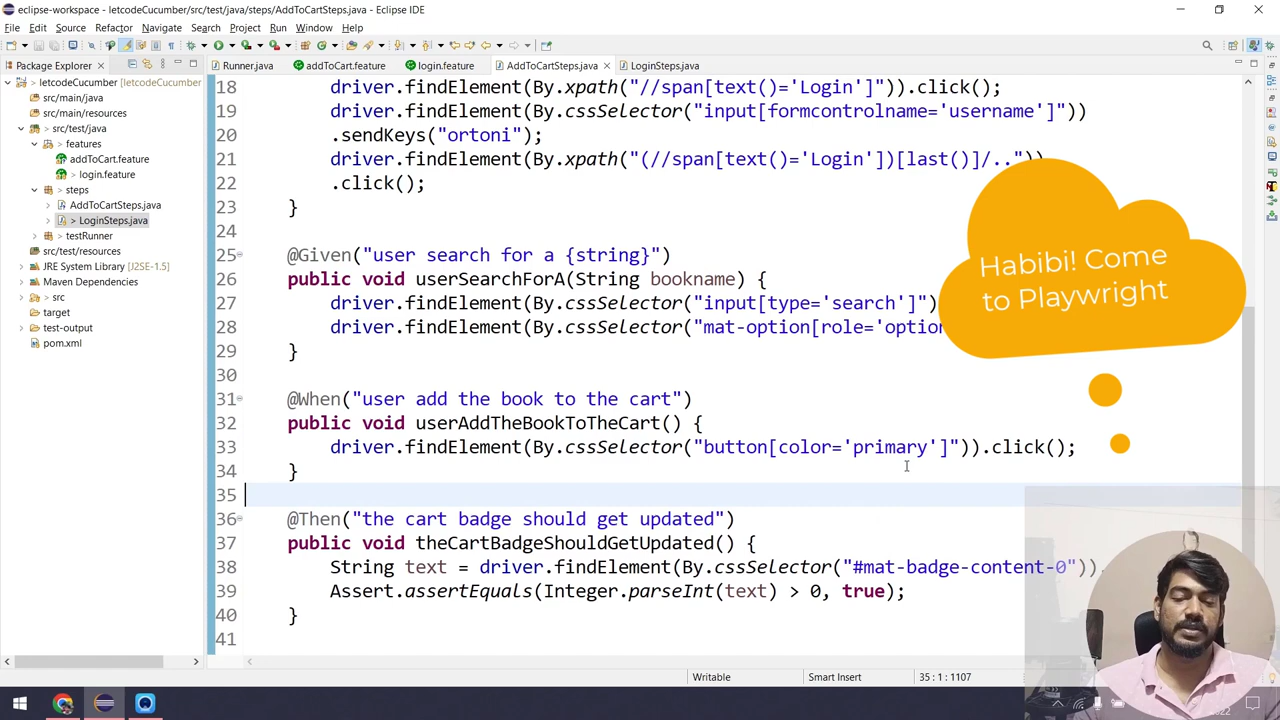 eclipse-workspace - letcodeCucumber/src/test/java/steps/AddToCartSteps.java - Eclipse IDE
File Edit Source Refactor Navigate Search Project Run Window Help
Package Explorer
Runner.java addToCart.feature login.feature AddToCartSteps.java LoginSteps.java
letcodeCucumber [letcodeCucumber
src/main/java
src/main/resources
src/test/java
features
addToCart.feature
login.feature
steps
AddToCartSteps.java
> LoginSteps.java
testRunner
src/test/resources
JRE System Library [J2SE-1.5]
Maven Dependencies
src
target
test-output
pom.xml
18 driver.findElement(By.xpath("//span[text()='Login']")).click();
19 driver.findElement(By.cssSelector("input[formcontrolname='username']"))
20 .sendKeys("ortoni");
21 driver.findElement(By.xpath("(//span[text()='Login'])[last()]/.."))
22 .click();
23 }
24
25 @Given("user search for a {string}")
26 public void userSearchForA(String bookname) {
27 driver.findElement(By.cssSelector("input[type='search']")
28 driver.findElement(By.cssSelector("mat-option[role='option
29 }
30
31 @When("user add the book to the cart")
32 public void userAddTheBookToTheCart() {
33 driver.findElement(By.cssSelector("button[color='primary']")).click();
34 }
35
36 @Then("the cart badge should get updated")
37 public void theCartBadgeShouldGetUpdated() {
38 String text = driver.findElement(By.cssSelector("#mat-badge-content-0")).
39 Assert.assertEquals(Integer.parseInt(text) > 0, true);
40 }
41
Habibi! Come
to Playwright
Writable Smart Insert 35 : 1 : 1107
2022